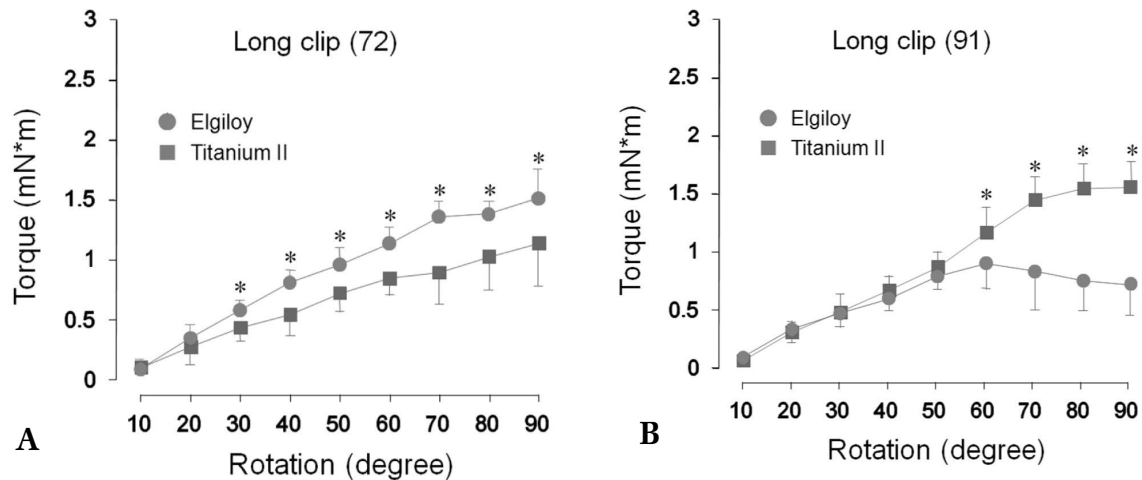 3
Long clip (72)
2.5
2
Elgiloy
Titanium II
1.5
1
0.5
0
Torque (mN*m)
* * * * * * *
10 20 30 40 50 60 70 80 90
Rotation (degree)
A
3
Long clip (91)
2.5
2
Elgiloy
Titanium II
1.5
1
0.5
0
Torque (mN*m)
* * * *
10 20 30 40 50 60 70 80 90
Rotation (degree)
B